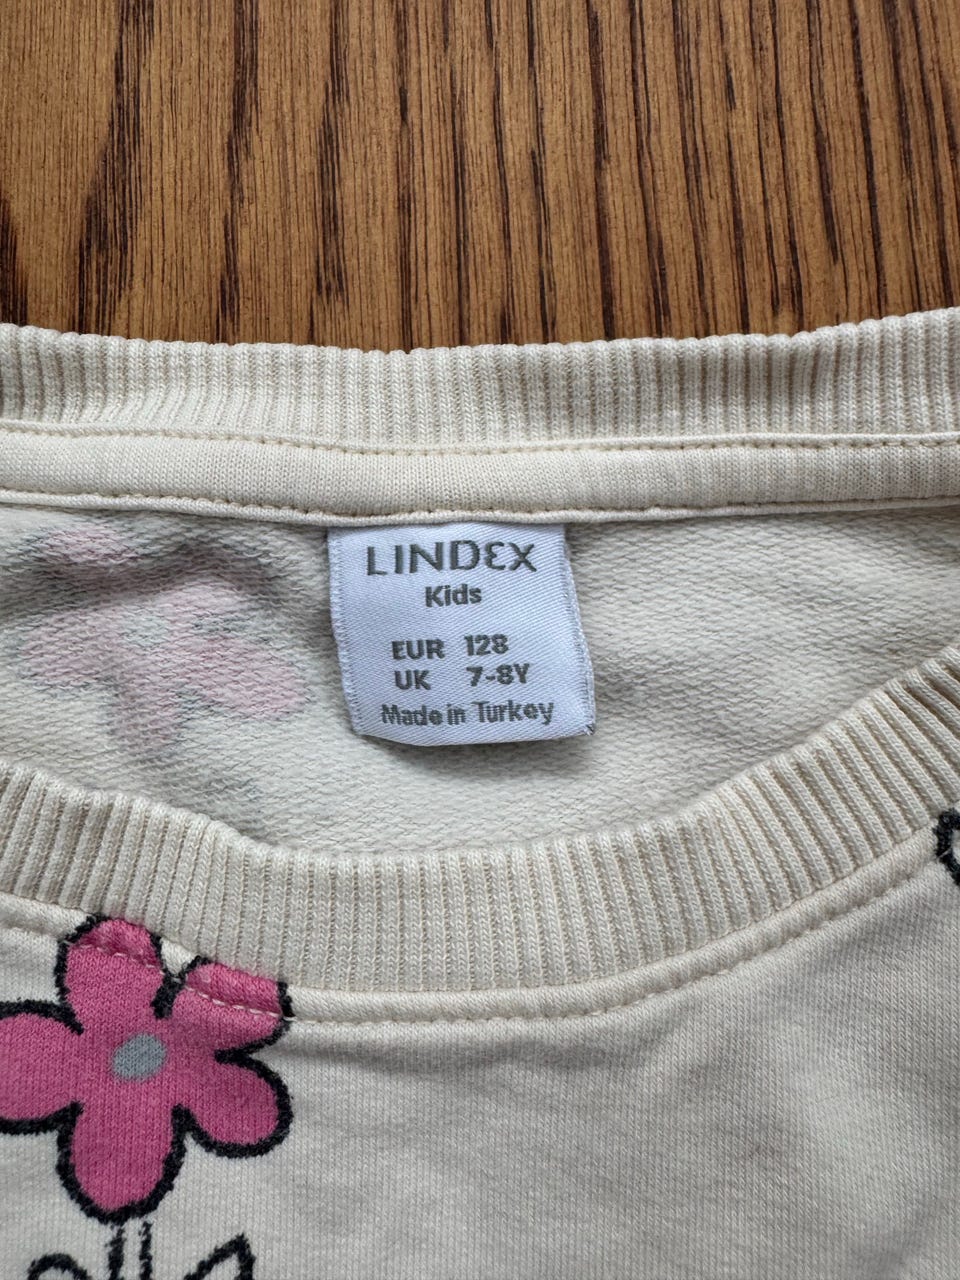 LINDEX
Kids
EUR 128
UK 7-8Y
Made in Turkey